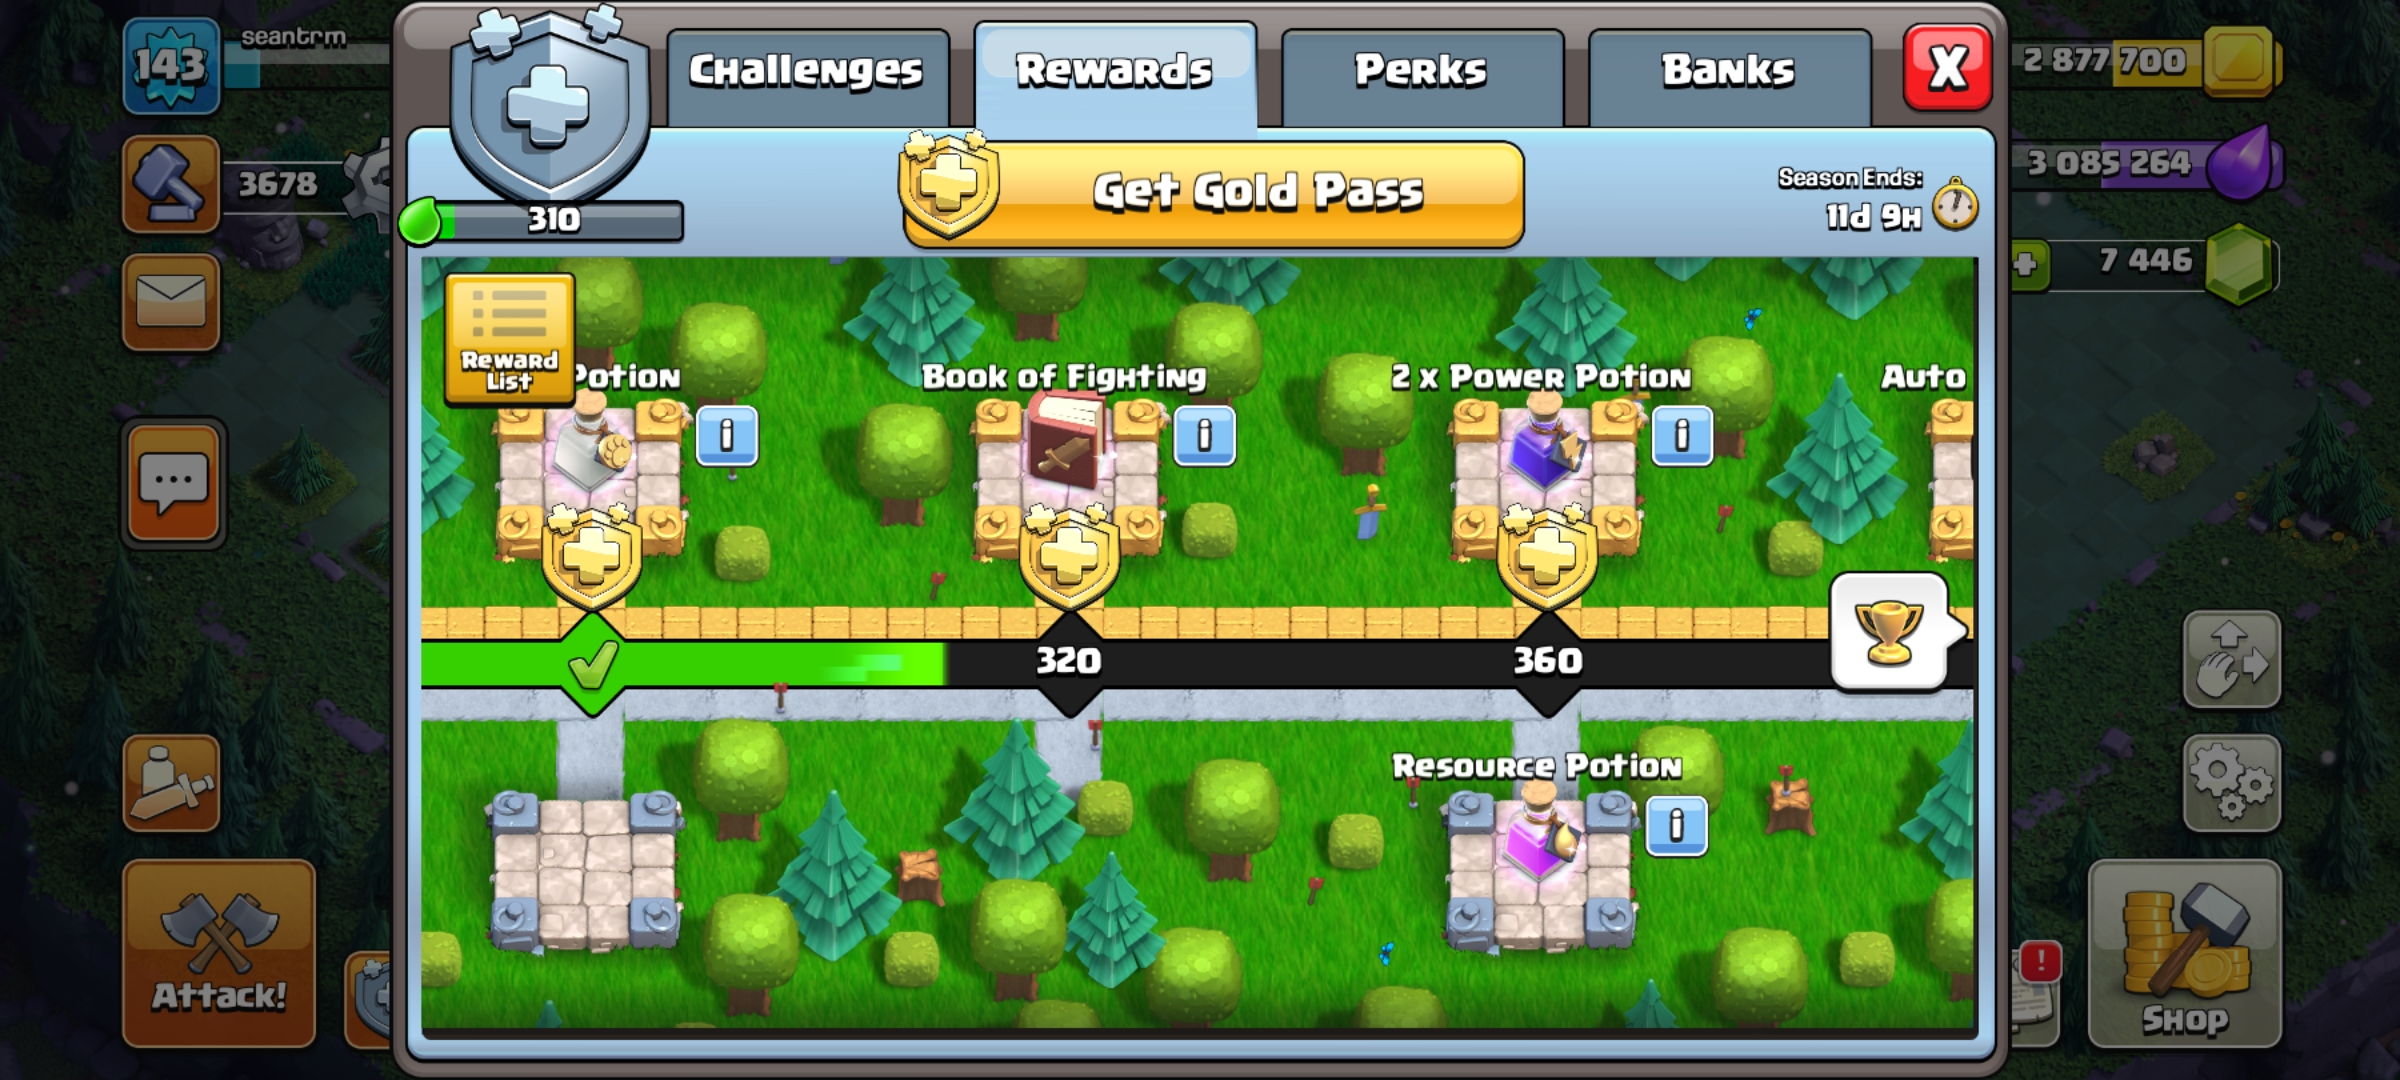 143
seantrm
Challenges
Rewards
Perks
Banks
X
2 877 700
3678
310
Get Gold Pass
Season Ends:
11d 9h
3 085 264
7 446
Reward
List
Potion
Book of Fighting
2 x Power Potion
Auto
i
i
i
320
360
Resource Potion
i
Attack!
!
Shop